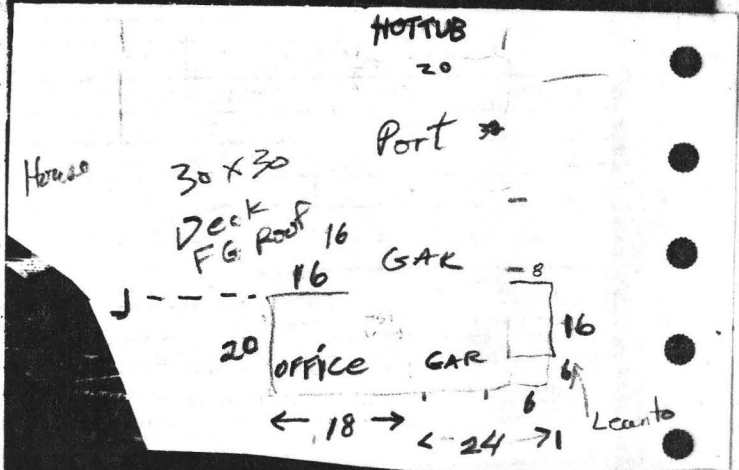 HOTTUB
20
Port
House
30 x 30
Deck
FG Roof 16
16
GAR
8
20
OFFICE
GAR
16
6
6
Leanto
18
24